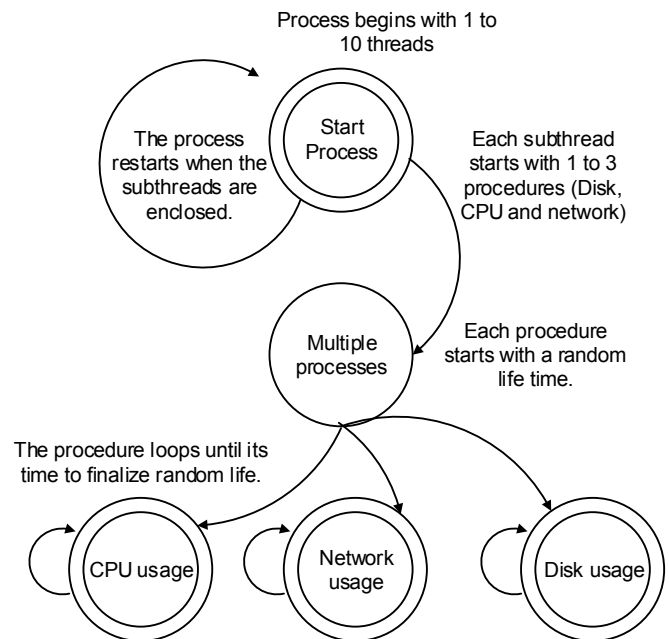 Process begins with 1 to
10 threads
Start
Process
The process
restarts when the
subthreads are
enclosed.
Each subthread
starts with 1 to 3
procedures (Disk,
CPU and network)
Multiple
processes
Each procedure
starts with a random
life time.
The procedure loops until its
time to finalize random life.
CPU usage
Network
usage
Disk usage